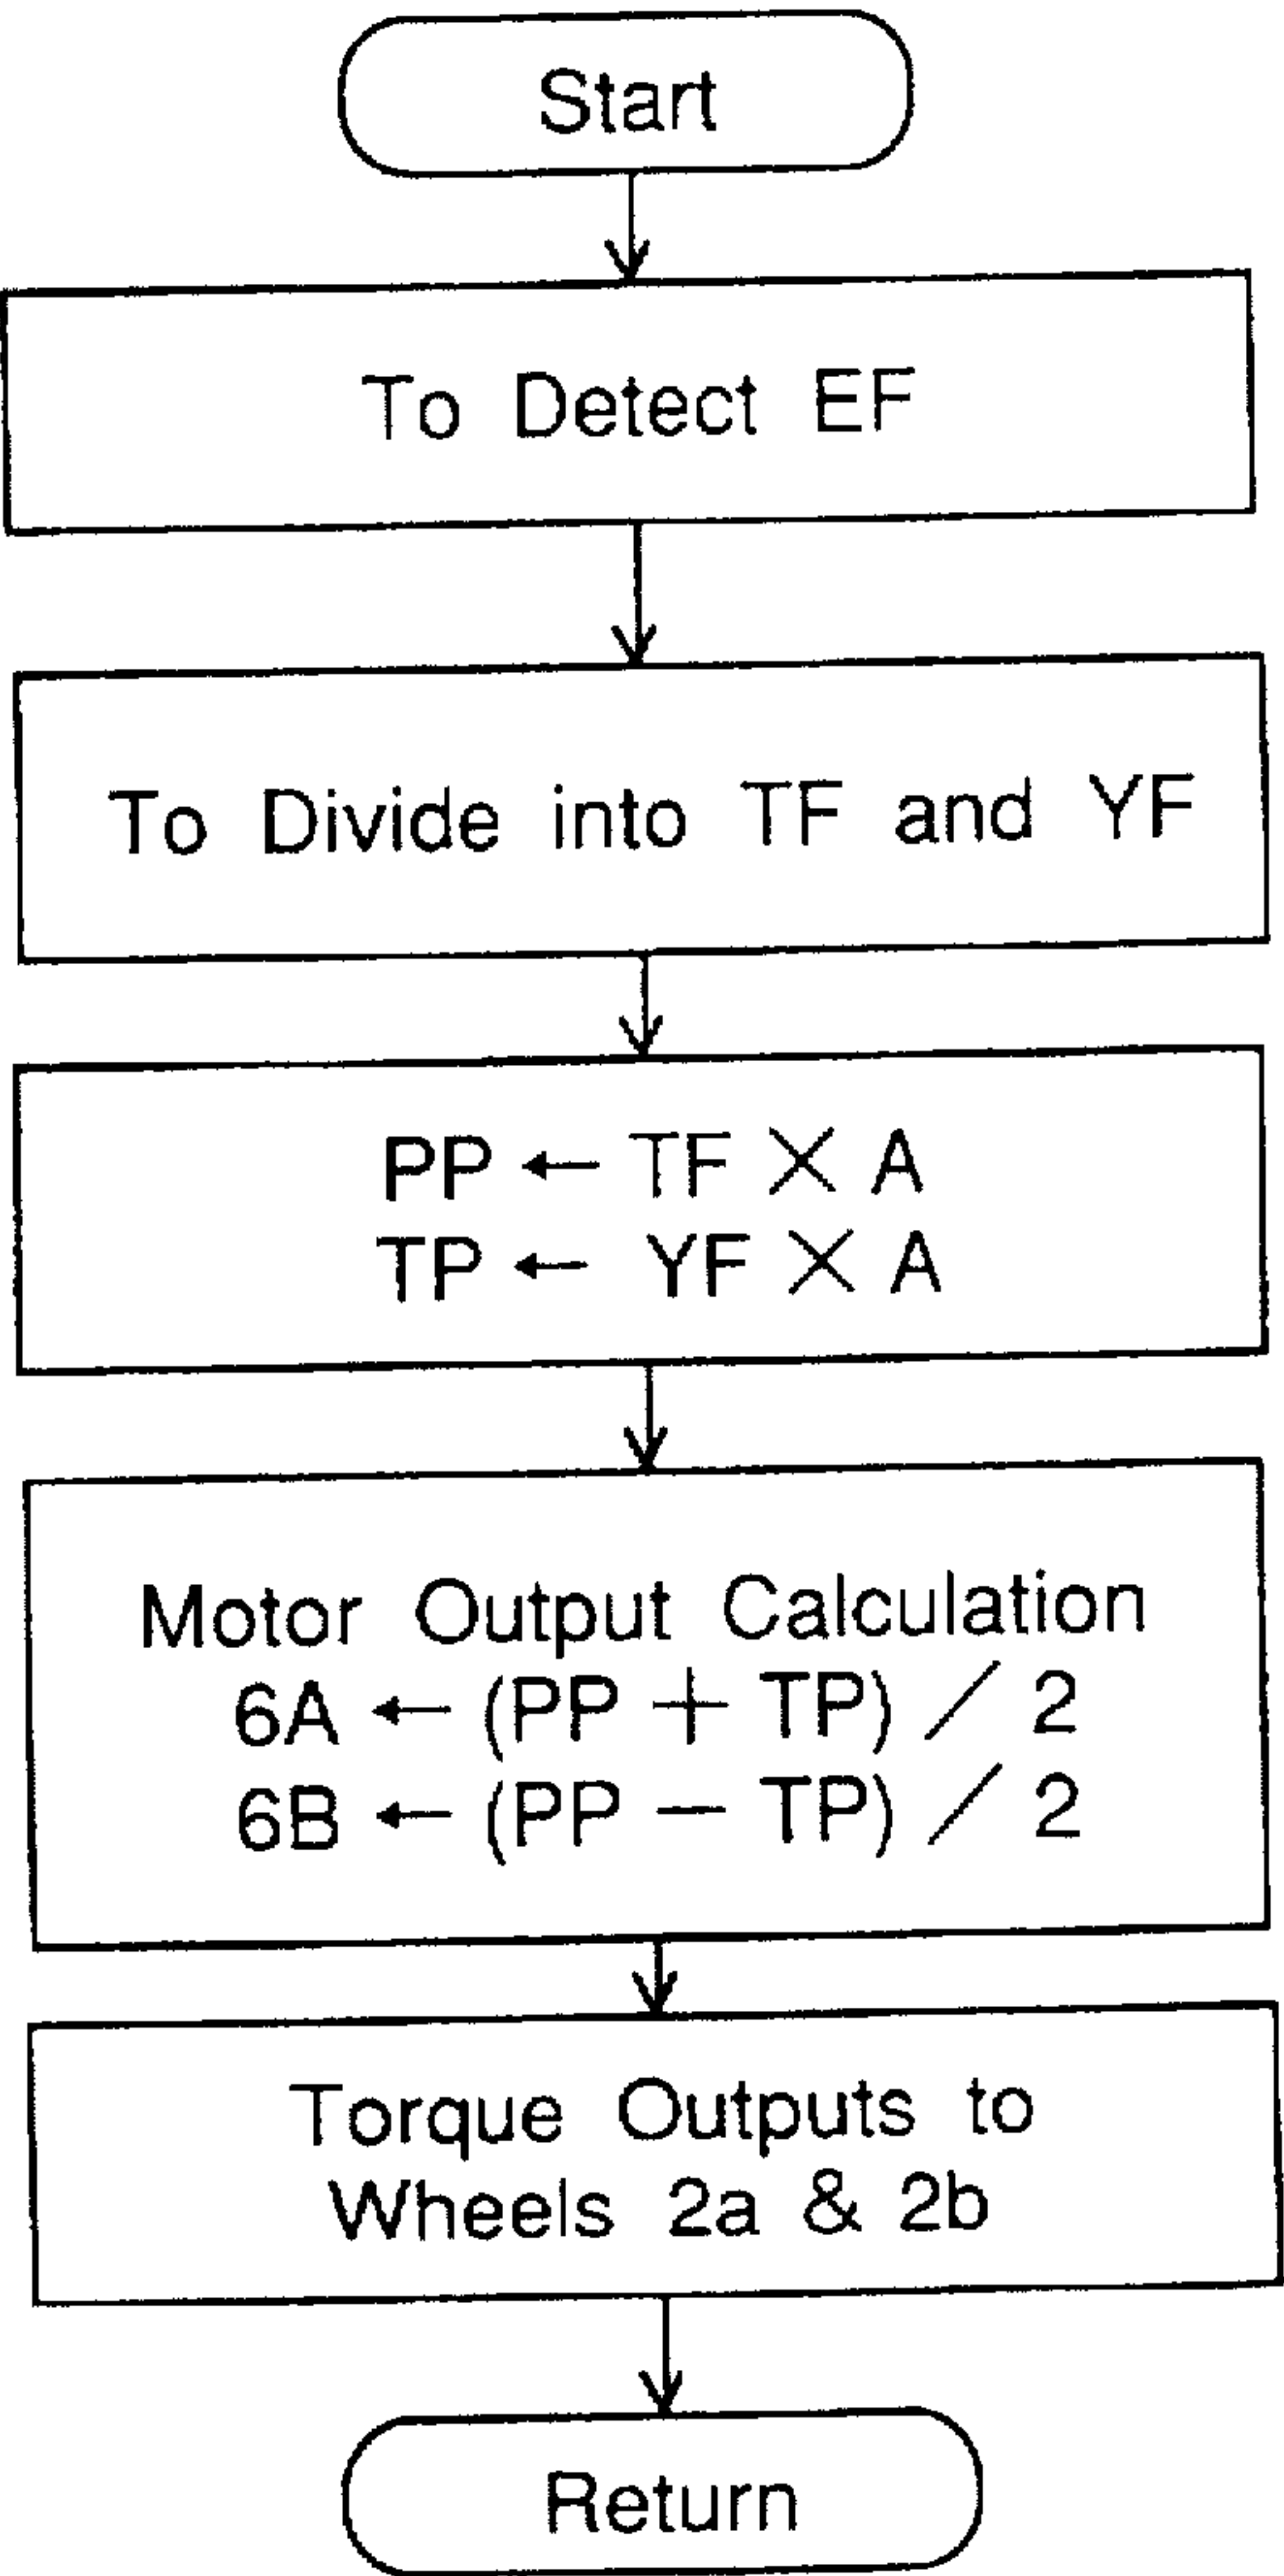 Start
To Detect EF
To Divide into TF and YF
PP ← TF × A
TP ← YF × A
Motor Output Calculation
6A ← (PP + TP) / 2
6B ← (PP − TP) / 2
Torque Outputs to
Wheels 2a & 2b
Return